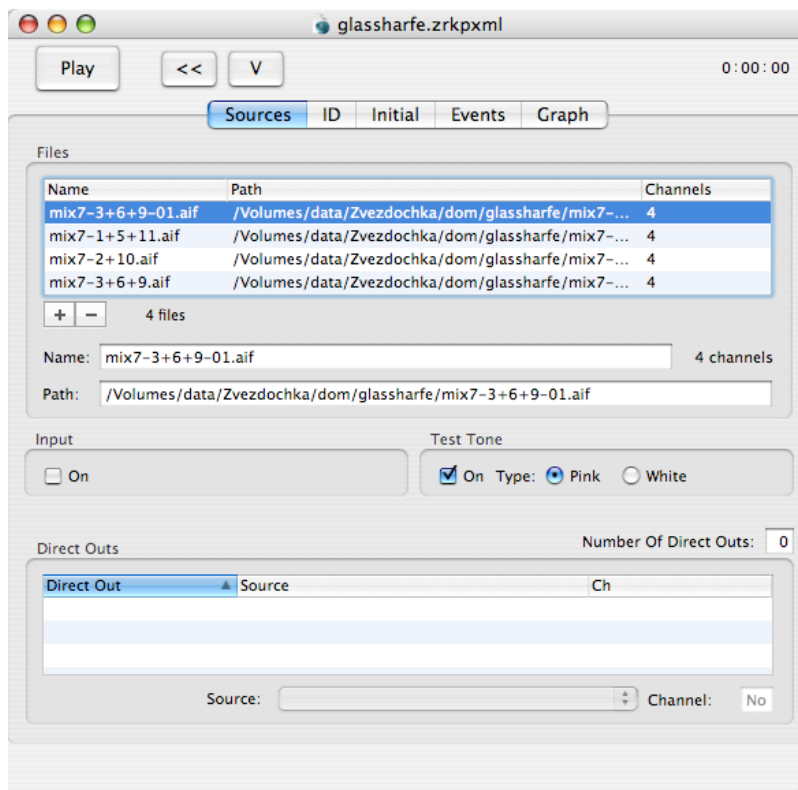 glassharfe.zrkpxml
Play << V 0:00:00
Sources ID Initial Events Graph
Files
Name Path Channels
mix7-3+6+9-01.aif /Volumes/data/Zvezdochka/dom/glassharfe/mix7-... 4
mix7-1+5+11.aif /Volumes/data/Zvezdochka/dom/glassharfe/mix7-... 4
mix7-2+10.aif /Volumes/data/Zvezdochka/dom/glassharfe/mix7-... 4
mix7-3+6+9.aif /Volumes/data/Zvezdochka/dom/glassharfe/mix7-... 4
+ − 4 files
Name: mix7-3+6+9-01.aif 4 channels
Path: /Volumes/data/Zvezdochka/dom/glassharfe/mix7-3+6+9-01.aif
Input Test Tone
On On Type: Pink White
Number Of Direct Outs: 0
Direct Outs
Direct Out Source Ch
Source: Channel: No